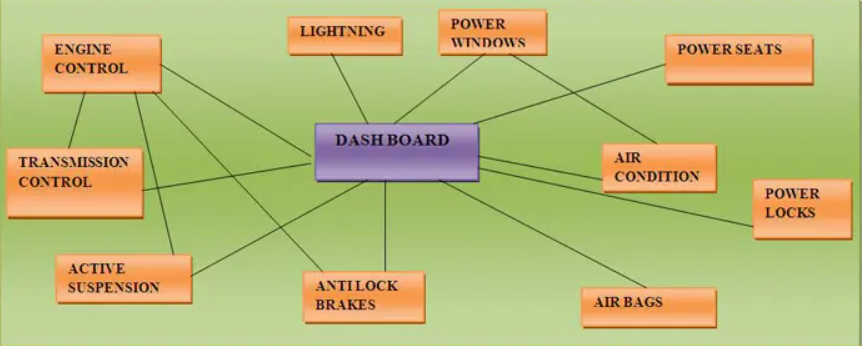 ENGINE
CONTROL
LIGHTNING
POWER
WINDOWS
POWER SEATS
DASH BOARD
TRANSMISSION
CONTROL
AIR
CONDITION
POWER
LOCKS
ACTIVE
SUSPENSION
ANTI LOCK
BRAKES
AIR BAGS